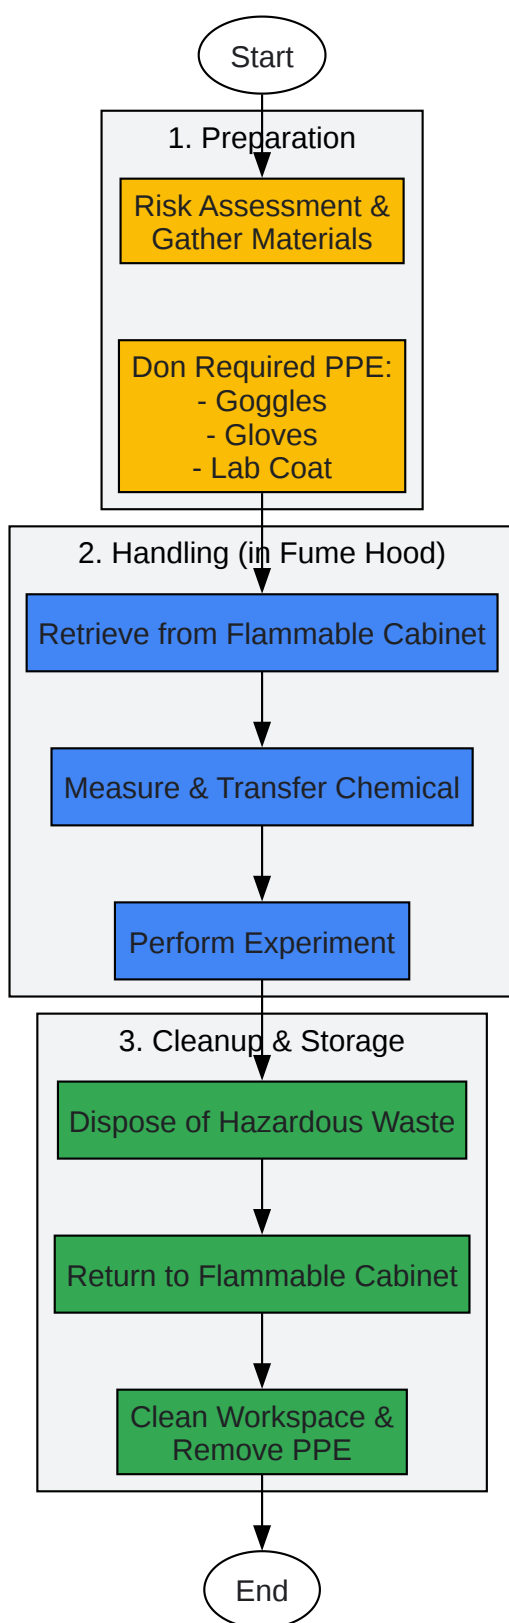 Start
1. Preparation
Risk Assessment &
Gather Materials
Don Required PPE:
- Goggles
- Gloves
- Lab Coat
2. Handling (in Fume Hood)
Retrieve from Flammable Cabinet
Measure & Transfer Chemical
Perform Experiment
3. Cleanup & Storage
Dispose of Hazardous Waste
Return to Flammable Cabinet
Clean Workspace &
Remove PPE
End